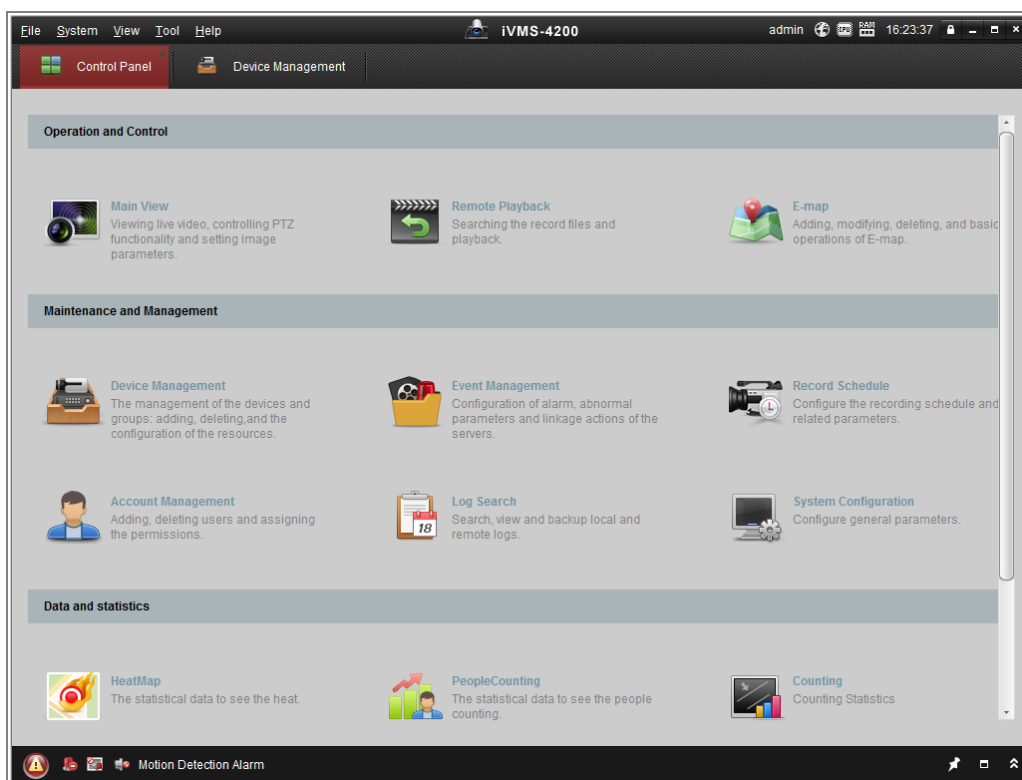 File System View Tool Help
iVMS-4200
admin CPU RAM 16:23:37
Control Panel
Device Management
Operation and Control
Main View
Viewing live video, controlling PTZ
functionality and setting image
parameters.
Remote Playback
Searching the record files and
playback.
E-map
Adding, modifying, deleting, and basic
operations of E-map.
Maintenance and Management
Device Management
The management of the devices and
groups: adding, deleting,and the
configuration of the resources.
Event Management
Configuration of alarm, abnormal
parameters and linkage actions of the
servers.
Record Schedule
Configure the recording schedule and
related parameters.
Account Management
Adding, deleting users and assigning
the permissions.
18
Log Search
Search, view and backup local and
remote logs.
System Configuration
Configure general parameters.
Data and statistics
HeatMap
The statistical data to see the heat.
PeopleCounting
The statistical data to see the people
counting.
Counting
Counting Statistics
Motion Detection Alarm